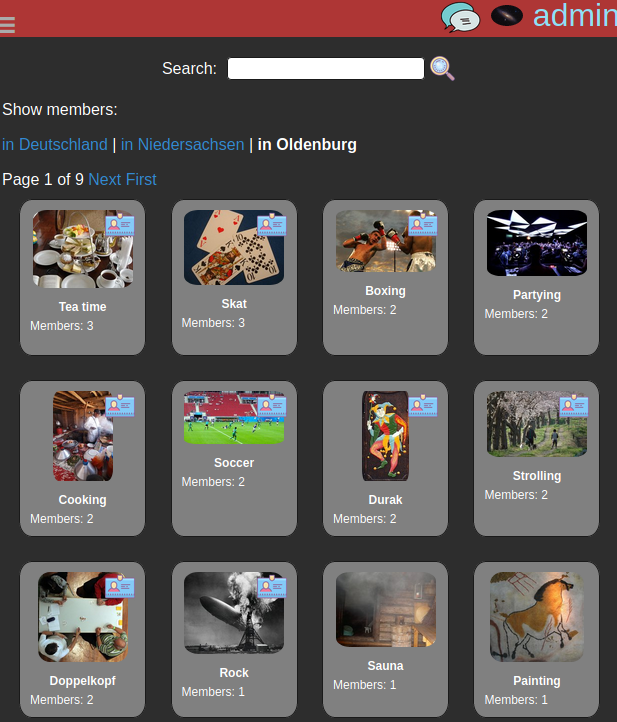 admin
Search:
Show members:
in Deutschland | in Niedersachsen | in Oldenburg
Page 1 of 9 Next First
Tea time
Members: 3
Skat
Members: 3
Boxing
Members: 2
Partying
Members: 2
Cooking
Members: 2
Soccer
Members: 2
Durak
Members: 2
Strolling
Members: 2
Doppelkopf
Members: 2
Rock
Members: 1
Sauna
Members: 1
Painting
Members: 1